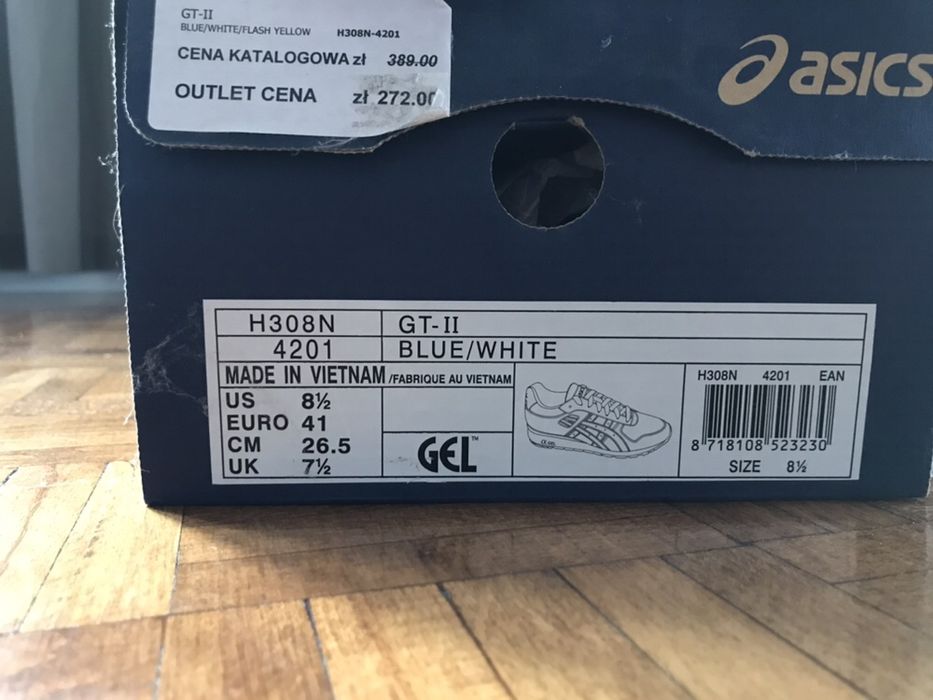 GT-II
BLUE/WHITE/FLASH YELLOW H308N-4201
CENA KATALOGOWA zł 389.00
OUTLET CENA zł 272.00
asics
H308N GT-II
4201 BLUE/WHITE
MADE IN VIETNAM /FABRIQUE AU VIETNAM
US 8½
EURO 41
CM 26.5
UK 7½
GEL™
H308N 4201 EAN
8 718108 523230
SIZE 8½